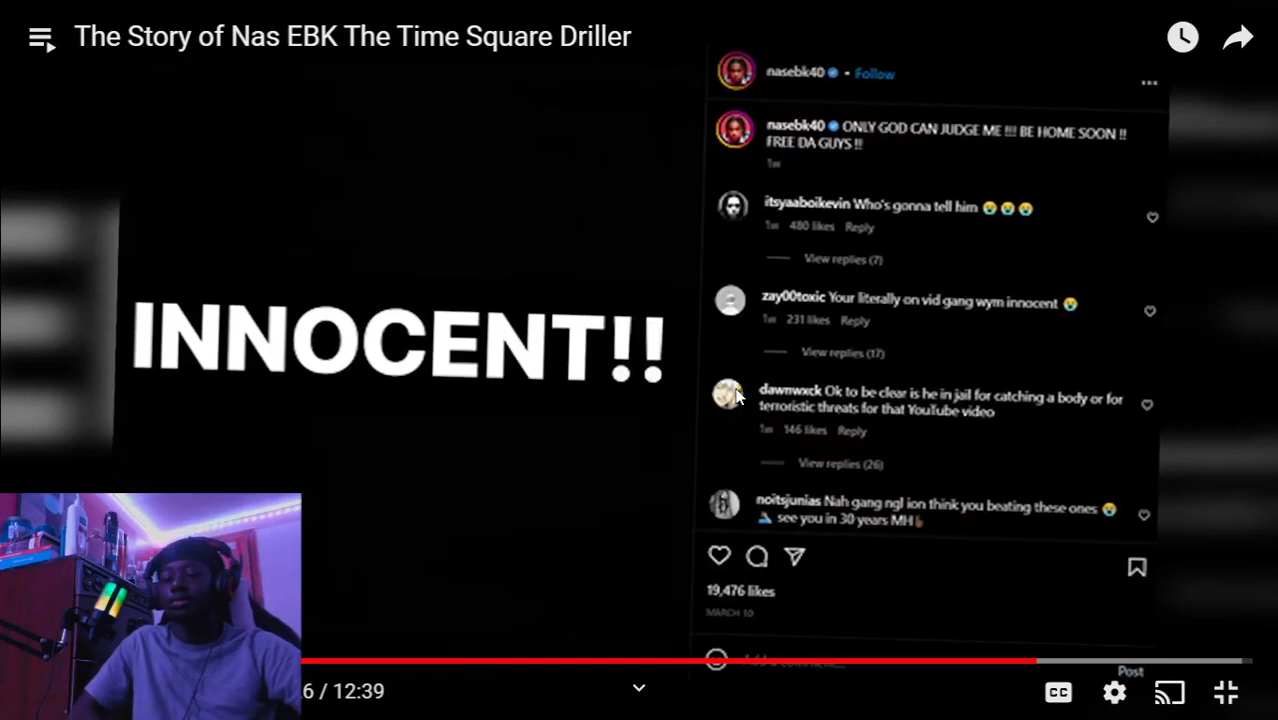 The Story of Nas EBK The Time Square Driller
nasebk40 • Follow
nasebk40 ONLY GOD CAN JUDGE ME !!! BE HOME SOON !!
FREE DA GUYS !!
1w
itsyaaboikevin Who's gonna tell him 😭😭😭
1w 480 likes Reply
View replies (7)
INNOCENT!!
zay00toxic Your literally on vid gang wym innocent 😭
1w 231 likes Reply
View replies (17)
dawnwxck Ok to be clear is he in jail for catching a body or for
terroristic threats for that YouTube video
1w 146 likes Reply
View replies (26)
noitsjunias Nah gang ngl ion think you beating these ones 😭
see you in 30 years MH
19,476 likes
MARCH 10
Post
6 / 12:39
CC